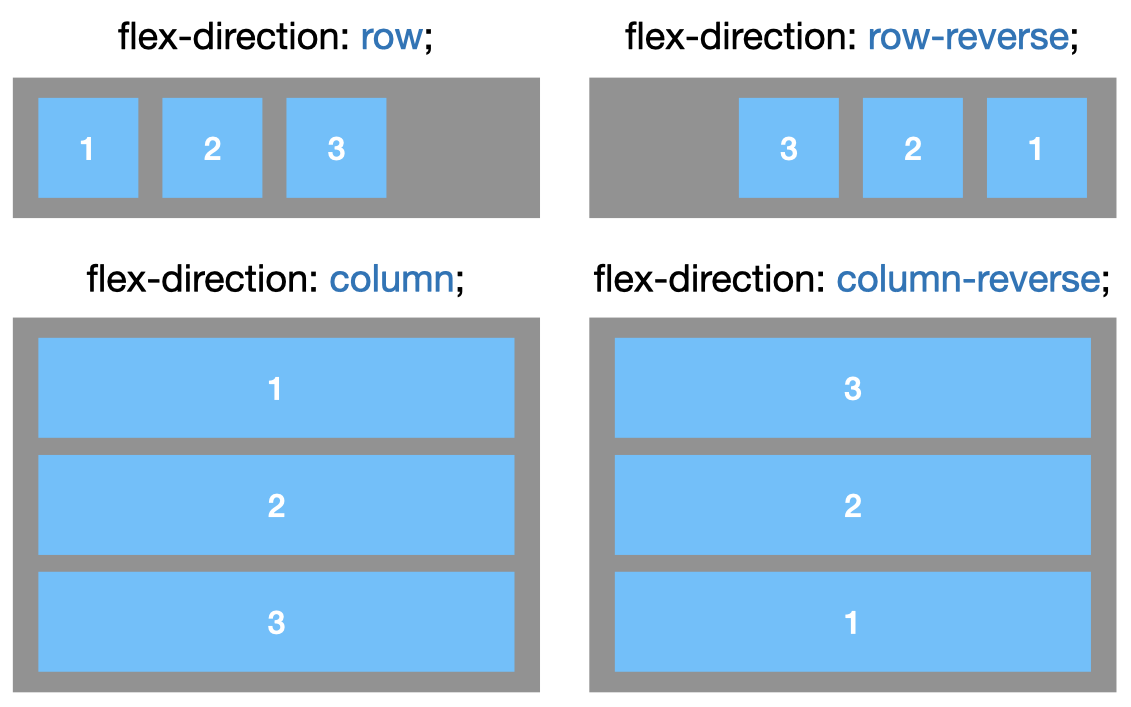 flex-direction: row;
1 2 3
flex-direction: row-reverse;
3 2 1
flex-direction: column;
1
2
3
flex-direction: column-reverse;
3
2
1